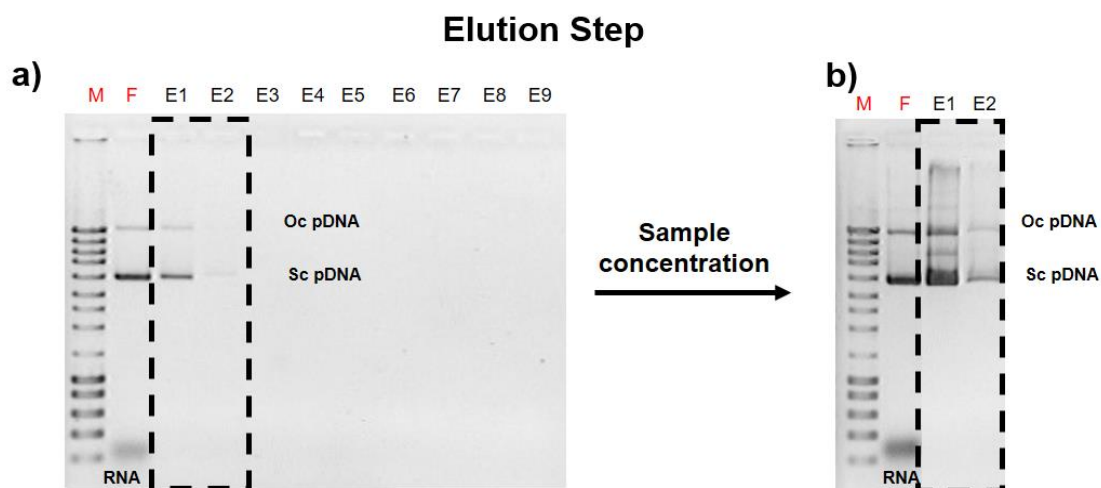 Elution Step
a)
M F E1 E2 E3 E4 E5 E6 E7 E8 E9
Oc pDNA
Sc pDNA
RNA
Sample
concentration
b)
M F E1 E2
Oc pDNA
Sc pDNA
RNA